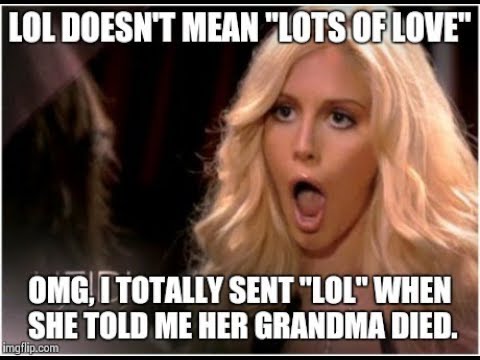 LOL DOESN'T MEAN "LOTS OF LOVE"
OMG, I TOTALLY SENT "LOL" WHEN
SHE TOLD ME HER GRANDMA DIED.
imgflip.com